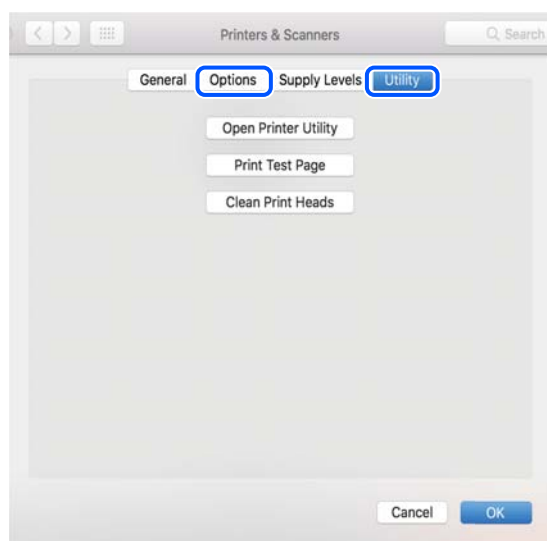 Printers & Scanners Search
General Options Supply Levels Utility
Open Printer Utility
Print Test Page
Clean Print Heads
Cancel OK